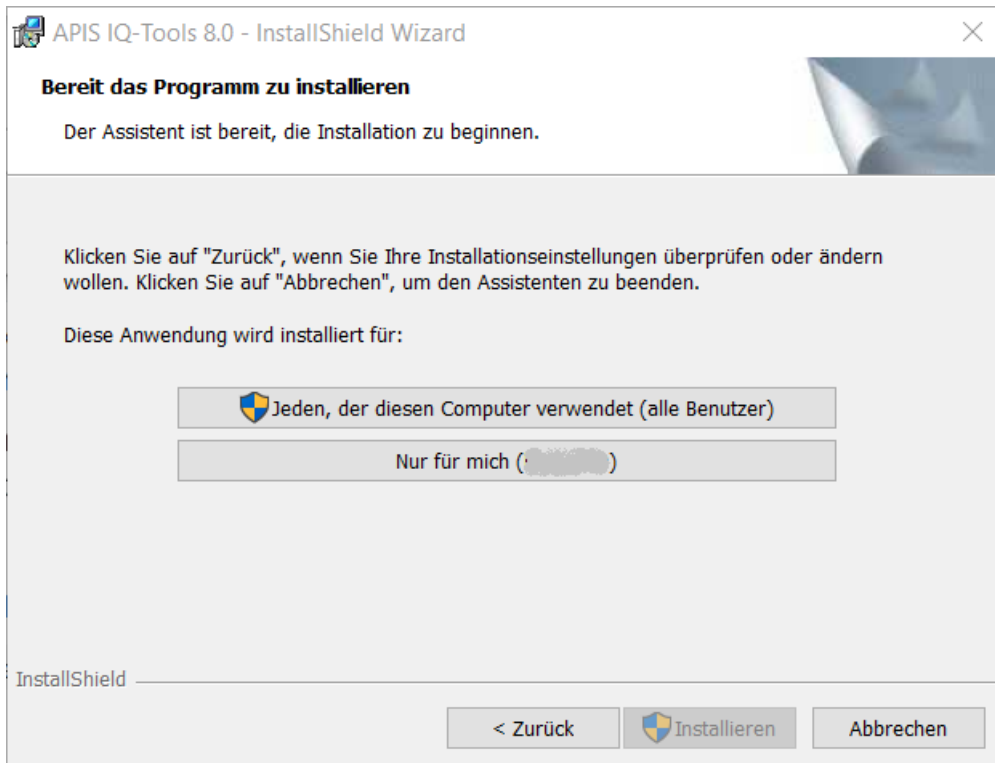 APIS IQ-Tools 8.0 - InstallShield Wizard
Bereit das Programm zu installieren
Der Assistent ist bereit, die Installation zu beginnen.
Klicken Sie auf "Zurück", wenn Sie Ihre Installationseinstellungen überprüfen oder ändern
wollen. Klicken Sie auf "Abbrechen", um den Assistenten zu beenden.
Diese Anwendung wird installiert für:
Jeden, der diesen Computer verwendet (alle Benutzer)
Nur für mich ( )
InstallShield
< Zurück
Installieren
Abbrechen